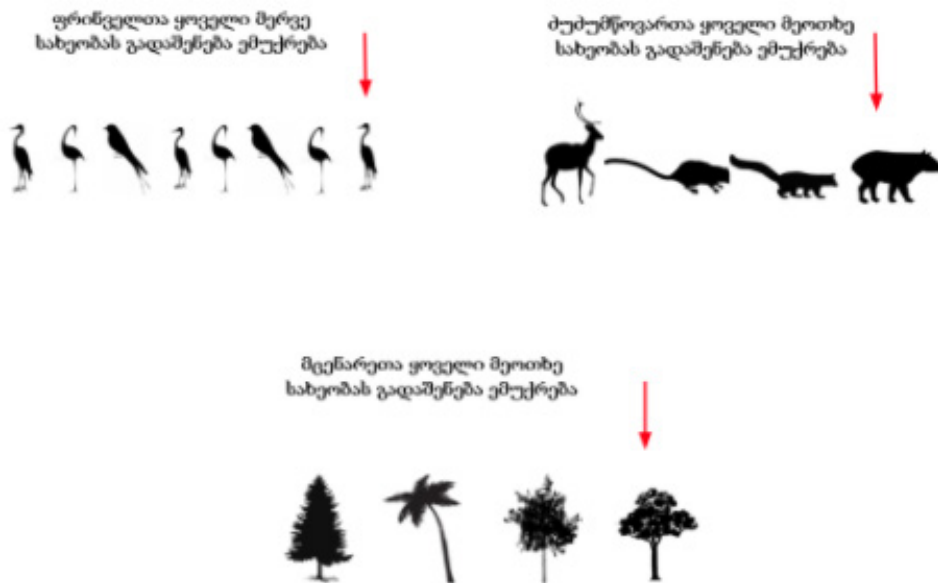 ფრინველთა ყოველი მერვე
სახეობას გადაშენება ემუქრება
ძუძუმწოვართა ყოველი მეოთხე
სახეობას გადაშენება ემუქრება
მცენარეთა ყოველი მეოთხე
სახეობას გადაშენება ემუქრება